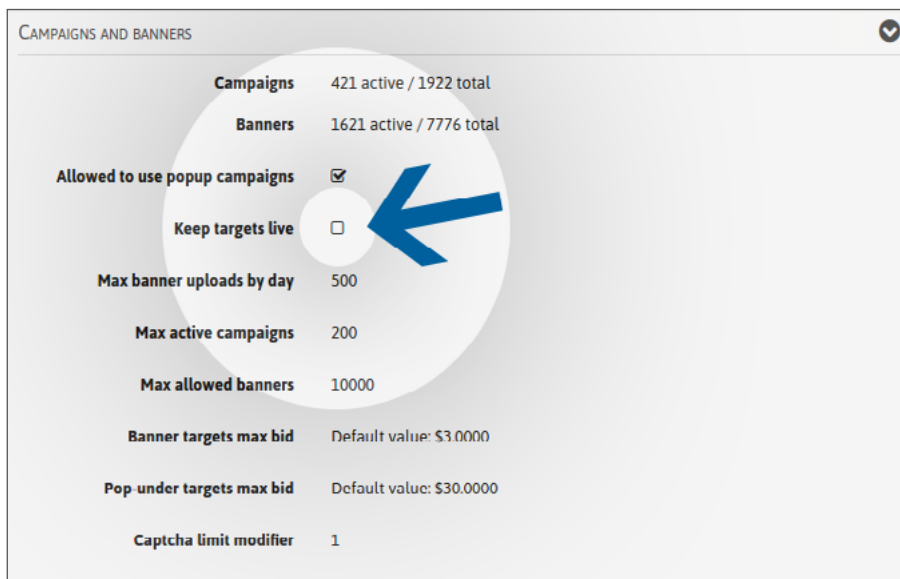 CAMPAIGNS AND BANNERS
Campaigns 421 active / 1922 total
Banners 1621 active / 7776 total
Allowed to use popup campaigns
Keep targets live
Max banner uploads by day 500
Max active campaigns 200
Max allowed banners 10000
Banner targets max bid Default value: $3.0000
Pop-under targets max bid Default value: $30.0000
Captcha limit modifier 1